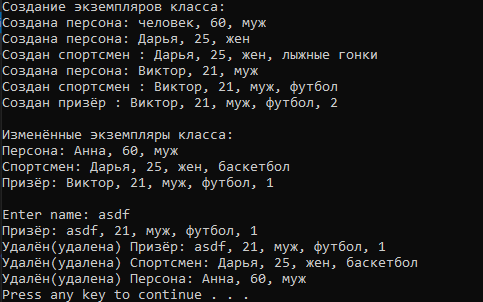 Создание экземпляров класса:
Создана персона: человек, 60, муж
Создана персона: Дарья, 25, жен
Создан спортсмен : Дарья, 25, жен, лыжные гонки
Создана персона: Виктор, 21, муж
Создан спортсмен : Виктор, 21, муж, футбол
Создан призёр : Виктор, 21, муж, футбол, 2
Изменённые экземпляры класса:
Персона: Анна, 60, муж
Спортсмен: Дарья, 25, жен, баскетбол
Призёр: Виктор, 21, муж, футбол, 1
Enter name: asdf
Призёр: asdf, 21, муж, футбол, 1
Удалён(удалена) Призёр: asdf, 21, муж, футбол, 1
Удалён(удалена) Спортсмен: Дарья, 25, жен, баскетбол
Удалён(удалена) Персона: Анна, 60, муж
Press any key to continue . . .